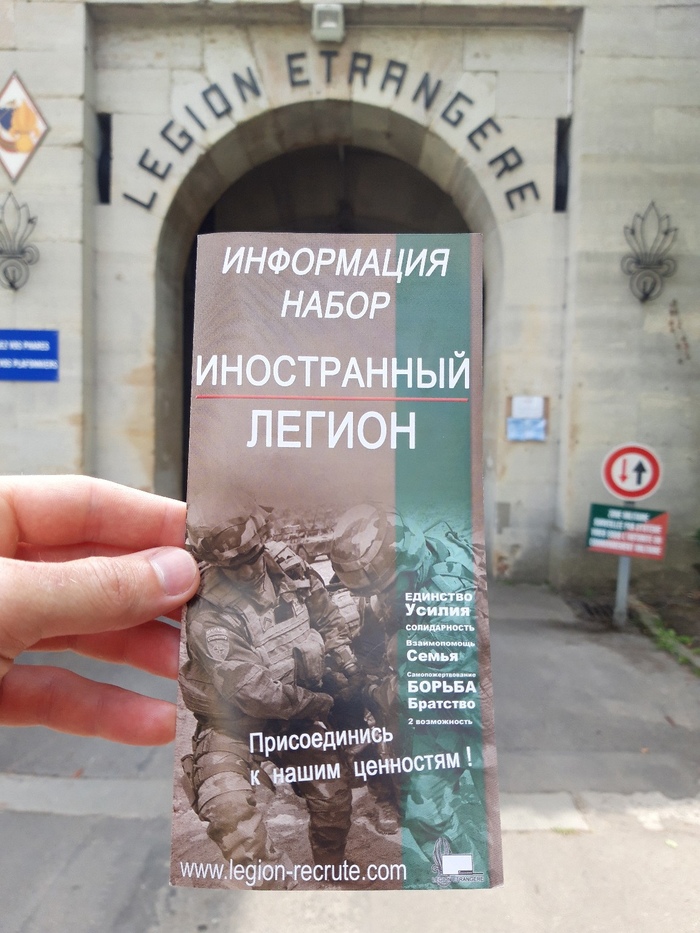 LEGION ETRANGERE
ИНФОРМАЦИЯ
НАБОР
ИНОСТРАННЫЙ
ЛЕГИОН
ЕДИНСТВО
Усилия
СОЛИДАРНОСТЬ
Взаимопомощь
Семья
Самопожертвование
БОРЬБА
Братство
2 возможность
Присоединись
к нашим ценностям !
www.legion-recrute.com